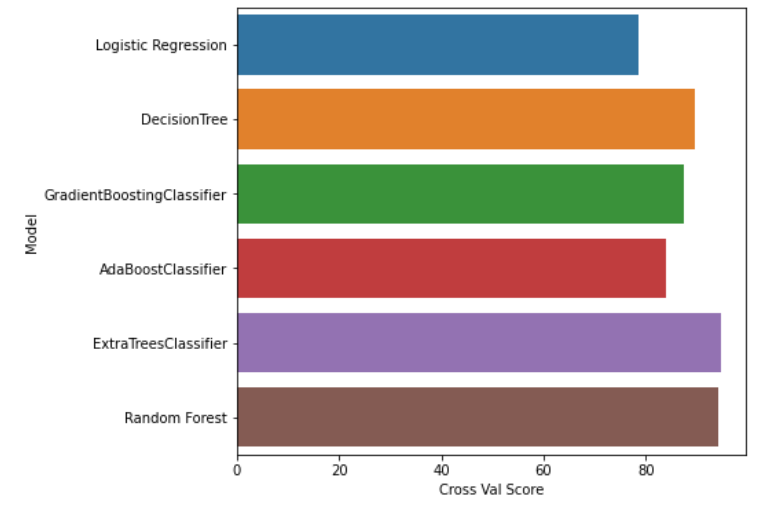 Logistic Regression
DecisionTree
GradientBoostingClassifier
AdaBoostClassifier
ExtraTreesClassifier
Random Forest
Model
0 20 40 60 80
Cross Val Score